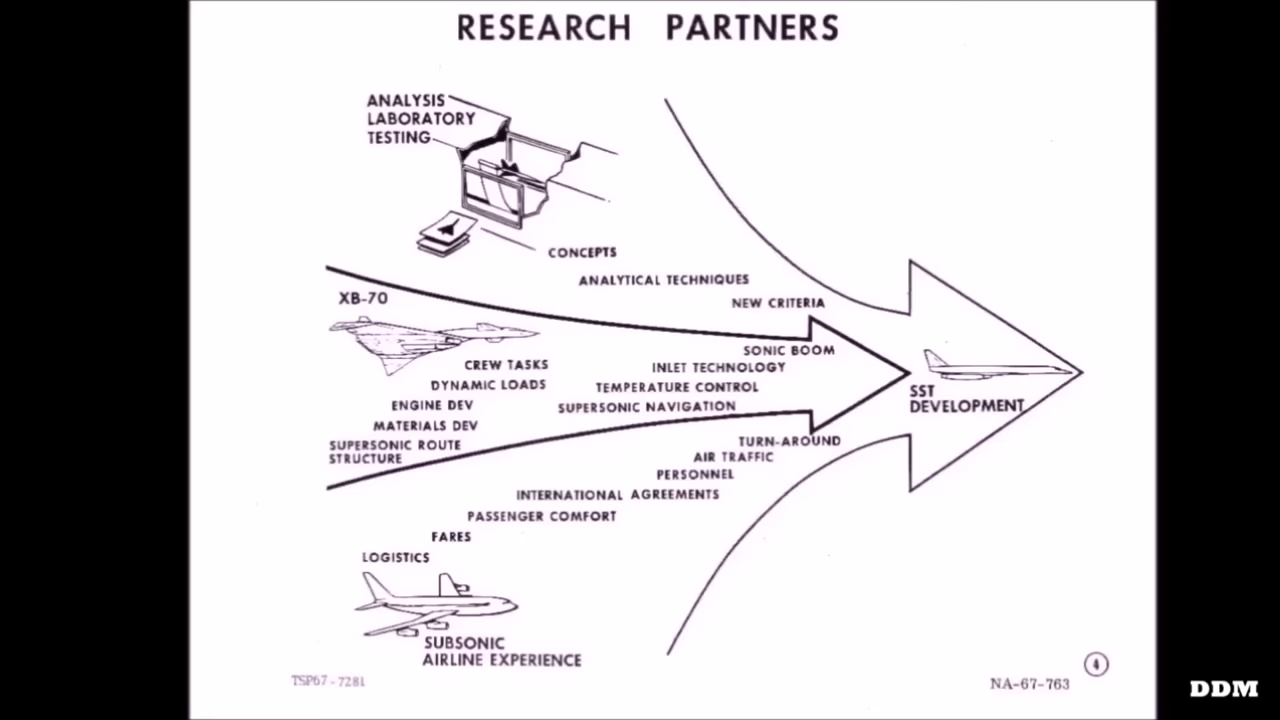 RESEARCH PARTNERS
ANALYSIS
LABORATORY
TESTING
CONCEPTS
ANALYTICAL TECHNIQUES
NEW CRITERIA
XB-70
SONIC BOOM
CREW TASKS
INLET TECHNOLOGY
DYNAMIC LOADS
TEMPERATURE CONTROL
ENGINE DEV
SUPERSONIC NAVIGATION
MATERIALS DEV
SUPERSONIC ROUTE
STRUCTURE
SST
DEVELOPMENT
TURN-AROUND
AIR TRAFFIC
PERSONNEL
INTERNATIONAL AGREEMENTS
PASSENGER COMFORT
FARES
LOGISTICS
SUBSONIC
AIRLINE EXPERIENCE
TSP67-7281
4
NA-67-763
DDM